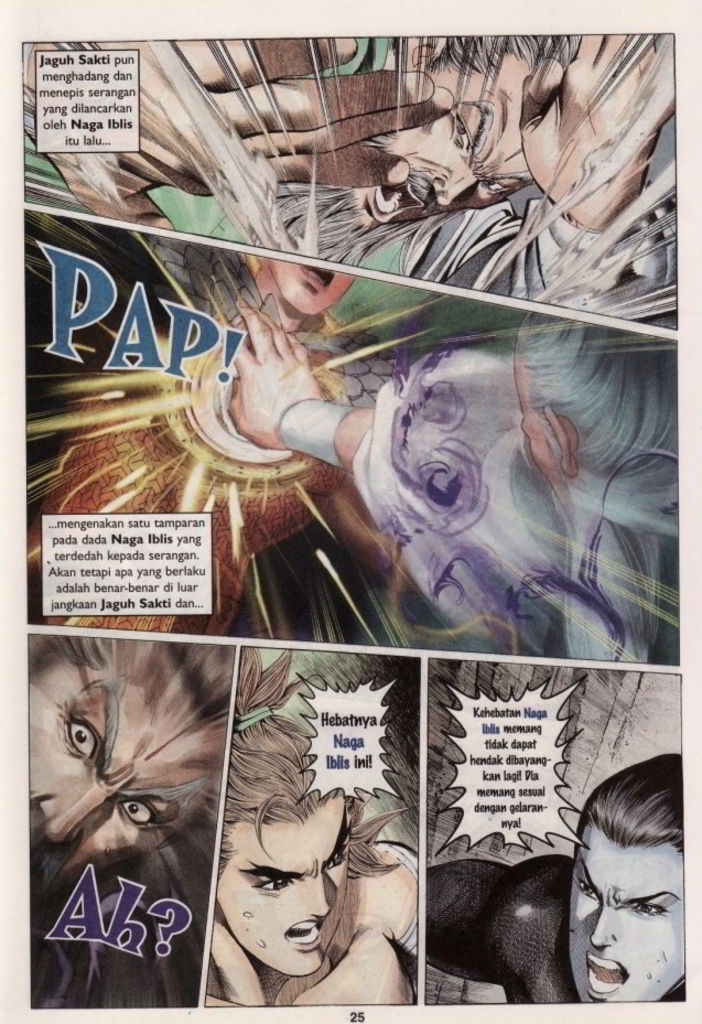 Jaguh Sakti pun
menghadang dan
menepis serangan
yang dilancarkan
oleh Naga Iblis
itu lalu...
PAP!
...mengenakan satu tamparan
pada dada Naga Iblis yang
terdedah kepada serangan.
Akan tetapi apa yang berlaku
adalah benar-benar di luar
jangkaan Jaguh Sakti dan...
Ah?
Hebatnya
Naga
Iblis ini!
Kehebatan Naga
Iblis memang
tidak dapat
hendak dibayang-
kan lagi! Dia
memang sesuai
dengan gelaran-
nya!
25